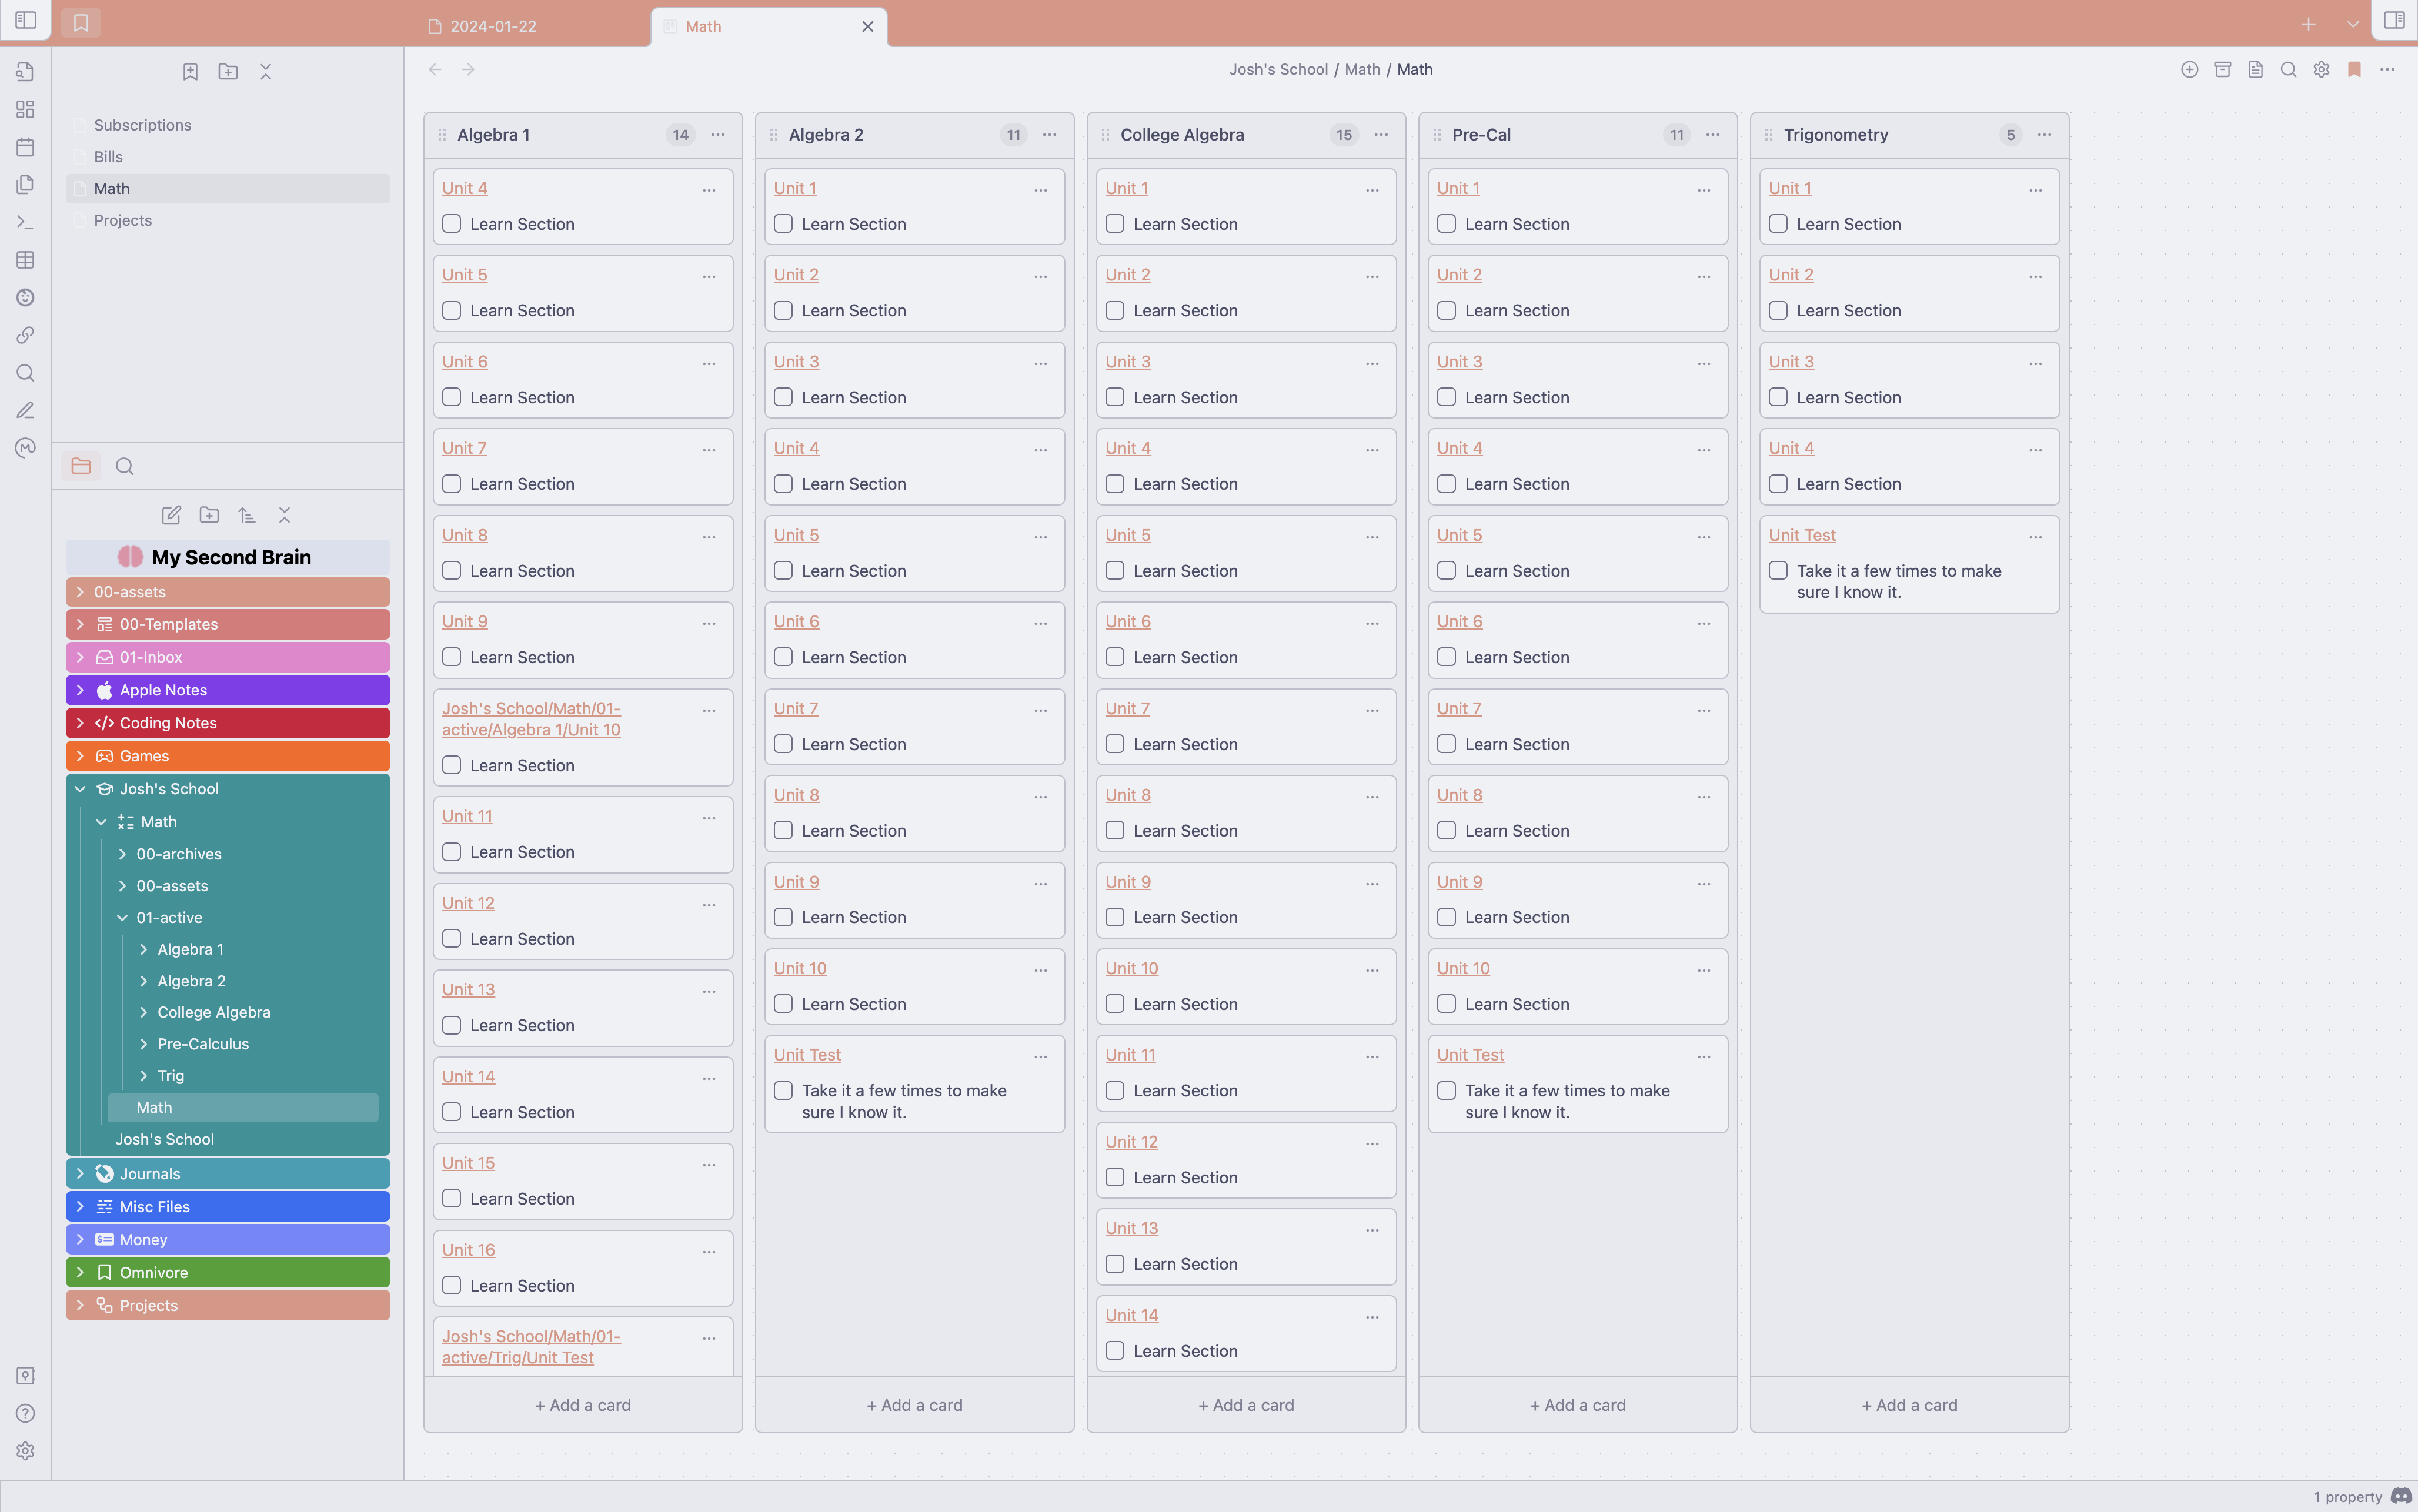 2024-01-22
Math
Josh's School / Math / Math
Subscriptions
Bills
Math
Projects
My Second Brain
00-assets
00-Templates
01-Inbox
Apple Notes
Coding Notes
Games
Josh's School
Math
00-archives
00-assets
01-active
Algebra 1
Algebra 2
College Algebra
Pre-Calculus
Trig
Math
Josh's School
Journals
Misc Files
Money
Omnivore
Projects
Algebra 1 14
Unit 4
Learn Section
Unit 5
Learn Section
Unit 6
Learn Section
Unit 7
Learn Section
Unit 8
Learn Section
Unit 9
Learn Section
Josh's School/Math/01-
active/Algebra 1/Unit 10
Learn Section
Unit 11
Learn Section
Unit 12
Learn Section
Unit 13
Learn Section
Unit 14
Learn Section
Unit 15
Learn Section
Unit 16
Learn Section
Josh's School/Math/01-
active/Trig/Unit Test
+ Add a card
Algebra 2 11
Unit 1
Learn Section
Unit 2
Learn Section
Unit 3
Learn Section
Unit 4
Learn Section
Unit 5
Learn Section
Unit 6
Learn Section
Unit 7
Learn Section
Unit 8
Learn Section
Unit 9
Learn Section
Unit 10
Learn Section
Unit Test
Take it a few times to make
sure I know it.
+ Add a card
College Algebra 15
Unit 1
Learn Section
Unit 2
Learn Section
Unit 3
Learn Section
Unit 4
Learn Section
Unit 5
Learn Section
Unit 6
Learn Section
Unit 7
Learn Section
Unit 8
Learn Section
Unit 9
Learn Section
Unit 10
Learn Section
Unit 11
Learn Section
Unit 12
Learn Section
Unit 13
Learn Section
Unit 14
Learn Section
+ Add a card
Pre-Cal 11
Unit 1
Learn Section
Unit 2
Learn Section
Unit 3
Learn Section
Unit 4
Learn Section
Unit 5
Learn Section
Unit 6
Learn Section
Unit 7
Learn Section
Unit 8
Learn Section
Unit 9
Learn Section
Unit 10
Learn Section
Unit Test
Take it a few times to make
sure I know it.
+ Add a card
Trigonometry 5
Unit 1
Learn Section
Unit 2
Learn Section
Unit 3
Learn Section
Unit 4
Learn Section
Unit Test
Take it a few times to make
sure I know it.
+ Add a card
1 property